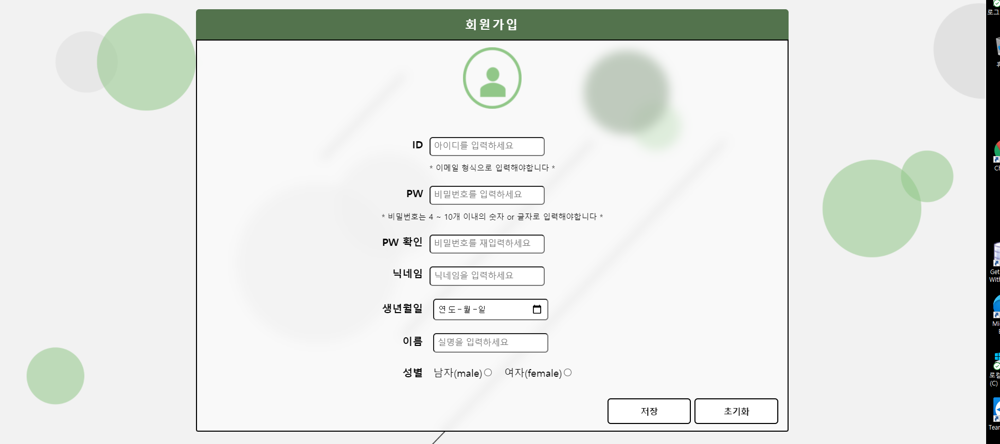 회원가입
ID 아이디를 입력하세요
* 이메일 형식으로 입력해야합니다 *
PW 비밀번호를 입력하세요
* 비밀번호는 4 ~ 10개 이내의 숫자 or 글자로 입력해야합니다 *
PW 확인 비밀번호를 재입력하세요
닉네임 닉네임을 입력하세요
생년월일 연도-월-일
이름 실명을 입력하세요
성별 남자(male) 여자(female)
저장 초기화
로그
Get
With
(C)